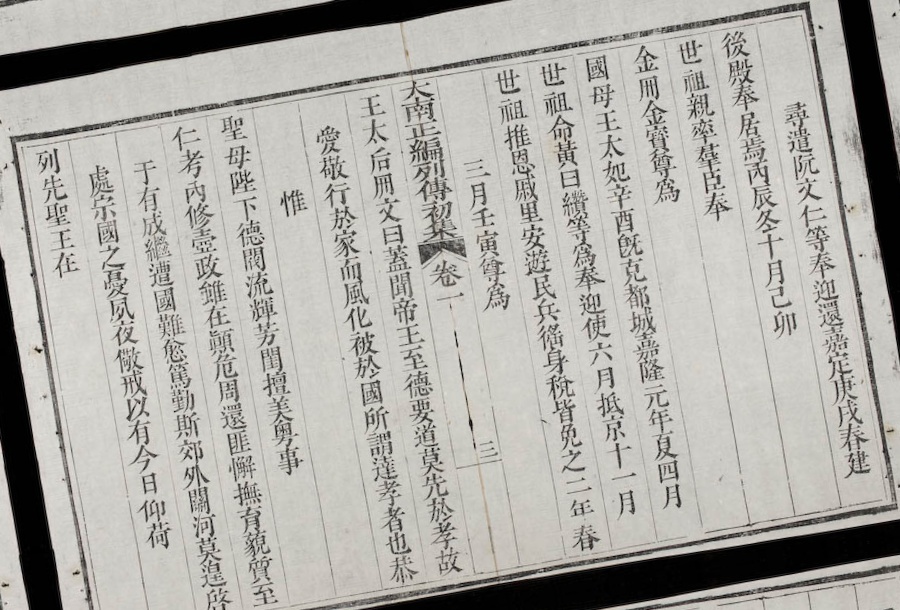 尋遣阮文仁等奉迎還嘉定庚戌春建
後殿奉居焉丙辰冬十月己卯
世祖親率羣臣奉
金冊金寶尊爲
國母王太妃辛酉旣克都城嘉隆元年夏四月
世祖命黃曰纘等爲奉迎使六月抵京十一月
世祖推恩戚里安遊民兵徭身稅皆免之二年春
三月壬寅尊爲
大南正編列傳初集 卷一 三
王太后冊文曰蓋聞帝王至德要道莫先於孝故
愛敬行於家而風化被於國所謂達孝者也恭
惟
聖母陛下德閥流輝芳閨擅美粵事
仁考內修壼政雖在顛危周還匪懈撫育藐質至
于有成繼遭國難愈篤勤斯郊外關河莫遑啟
處宗國之憂夙夜儆戒以有今日仰荷
列先聖王在